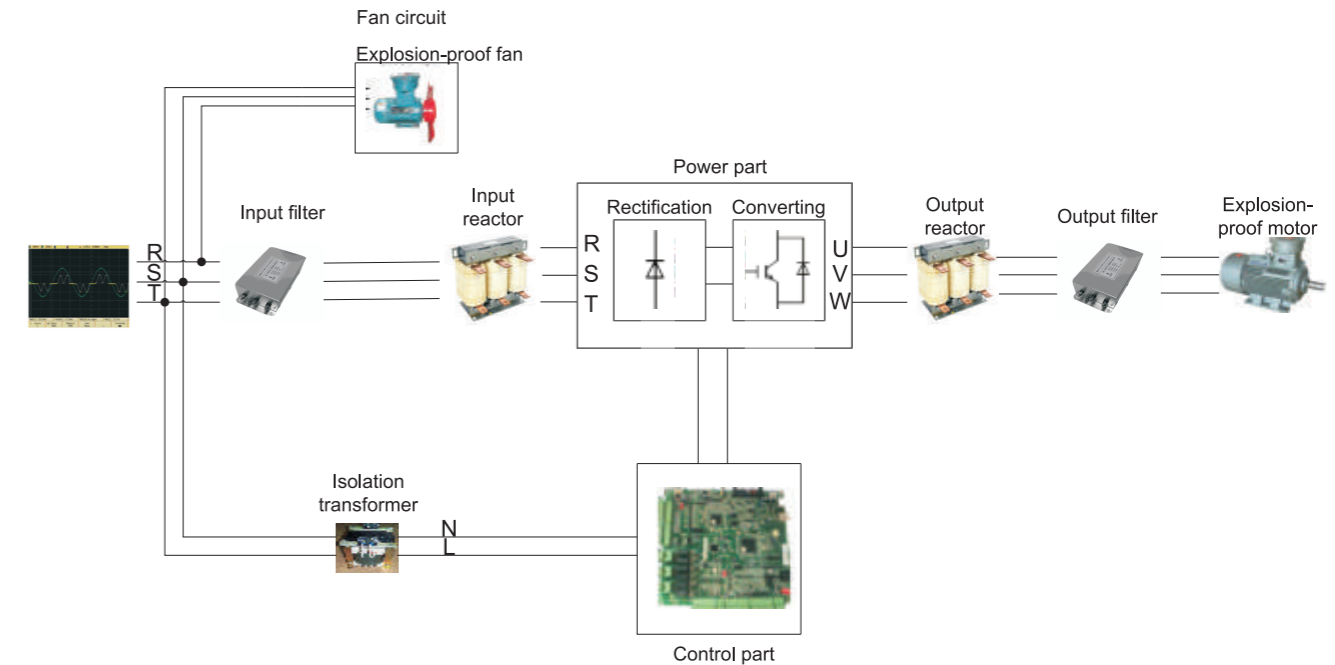 Fan circuit
Explosion-proof fan
Power part
Input filter
Input
reactor
Rectification
Converting
Output
reactor
Output filter
Explosion-
proof motor
R
S
T
R
S
T
U
V
W
Isolation
transformer
N
L
Control part